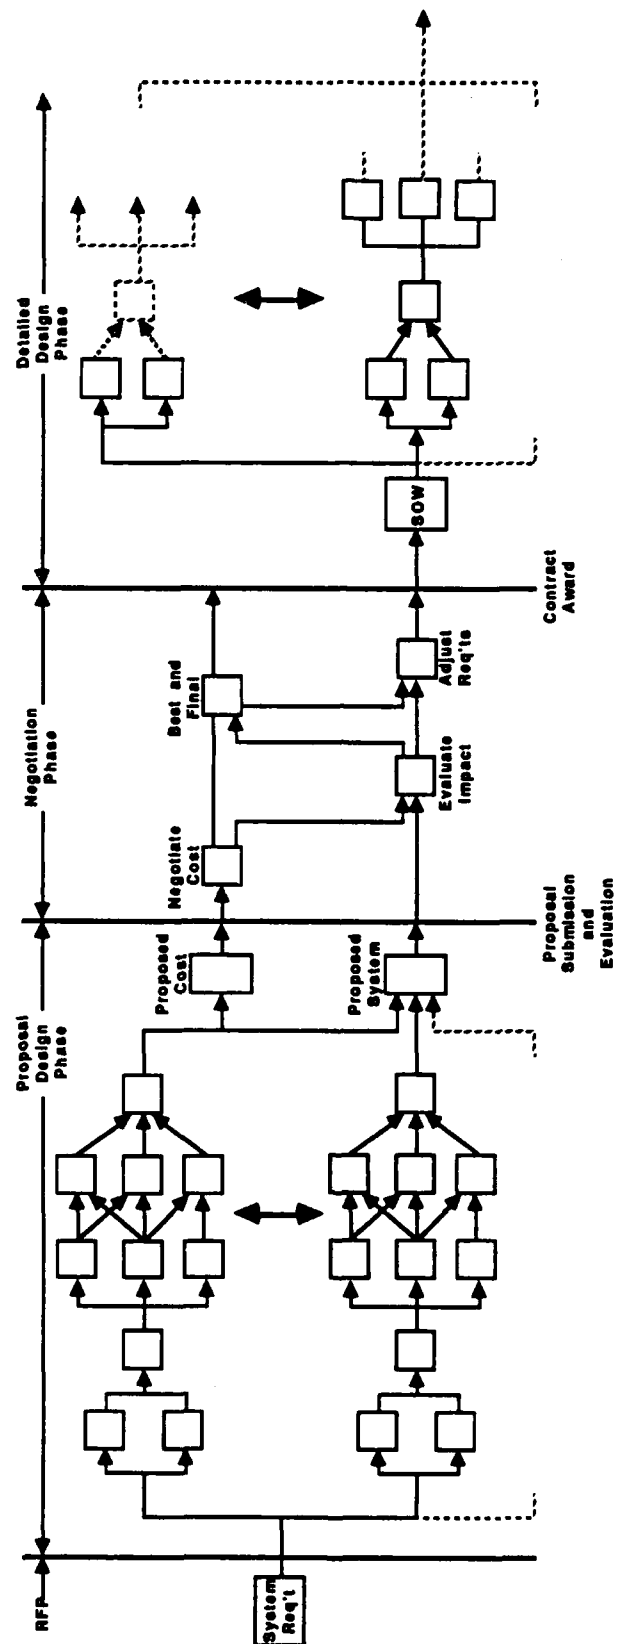 RFP
Proposal
Design
Phase
Negotiation
Phase
Detailed
Design
Phase
System
Req't
Proposed
Cost
Proposed
System
Negotiate
Cost
Best and
Final
Evaluate
Impact
Adjust
Req'ts
SOW
Proposal
Submission
and
Evaluation
Contract
Award